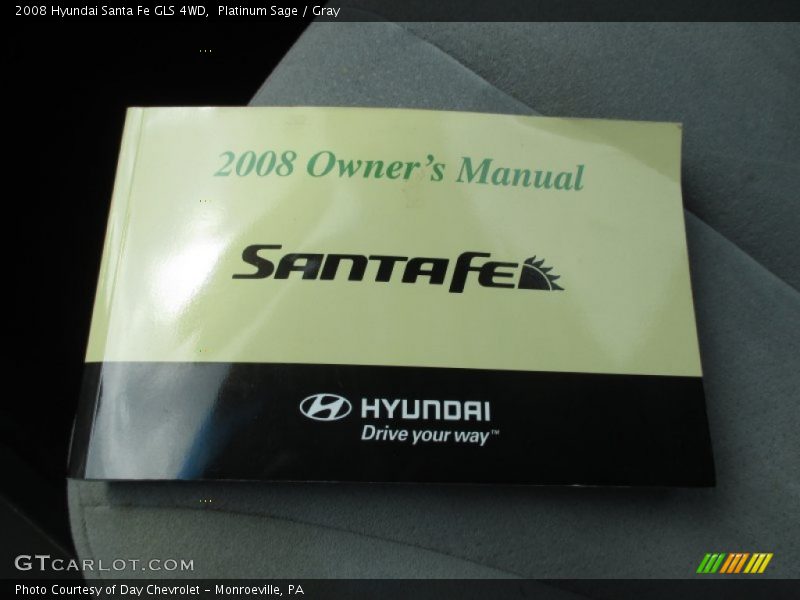 2008 Hyundai Santa Fe GLS 4WD,  Platinum Sage / Gray
2008 Owner's Manual
SANTA FE
HYUNDAI
Drive your way™
GTCARLOT.COM
Photo Courtesy of Day Chevrolet - Monroeville, PA